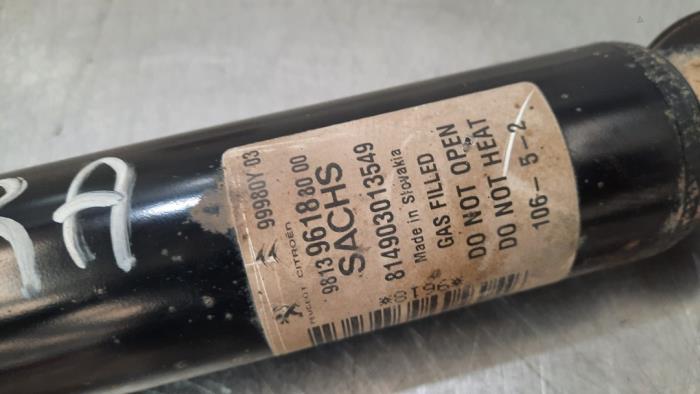 RA
99980Y 03
PEUGEOT CITROËN
9813 9618 80 00
SACHS
814903013549
Made in Slovakia
GAS FILLED
DO NOT OPEN
DO NOT HEAT
106-5-2